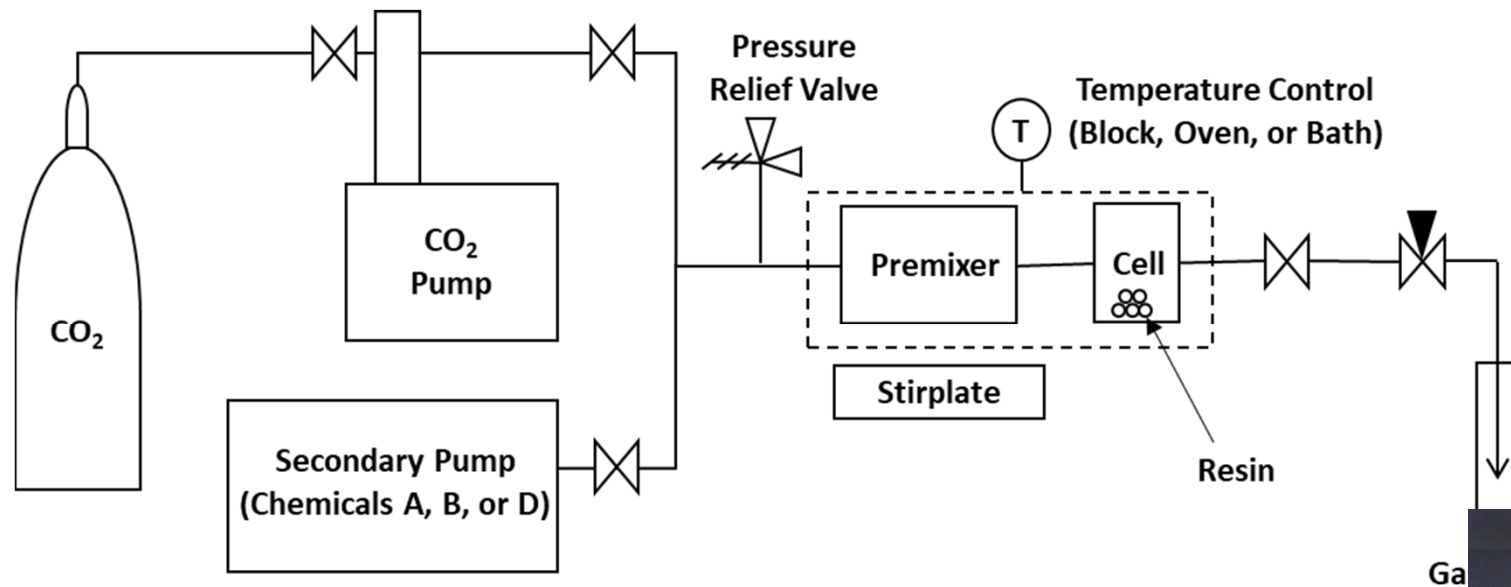 Pressure
Relief Valve
Temperature Control
(Block, Oven, or Bath)
T
CO₂
Pump
Premixer
Cell
CO₂
Stirplate
Secondary Pump
(Chemicals A, B, or D)
Resin